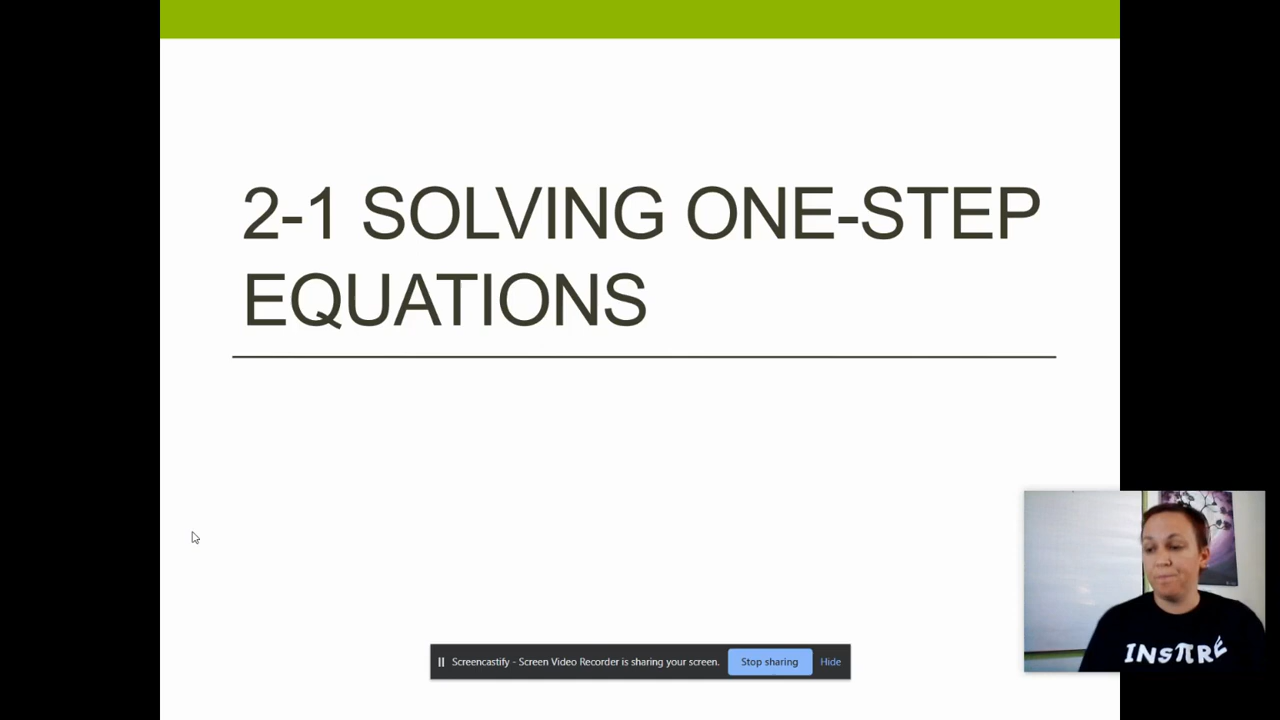 2-1 SOLVING ONE-STEP
EQUATIONS
Screencastify - Screen Video Recorder is sharing your screen. Stop sharing Hide
INSπRE